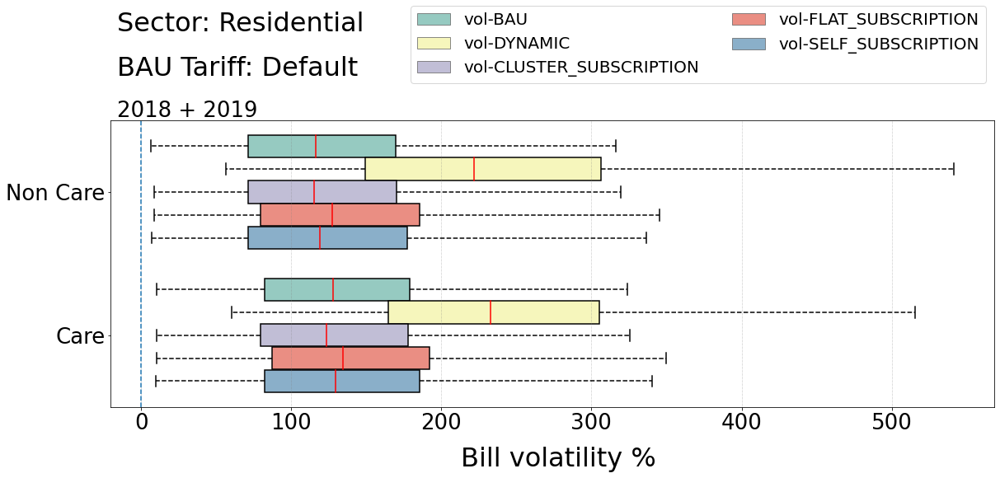 Sector: Residential
BAU Tariff: Default
2018 + 2019
vol-BAU
vol-DYNAMIC
vol-CLUSTER_SUBSCRIPTION
vol-FLAT_SUBSCRIPTION
vol-SELF_SUBSCRIPTION
Non Care
Care
0 100 200 300 400 500
Bill volatility %